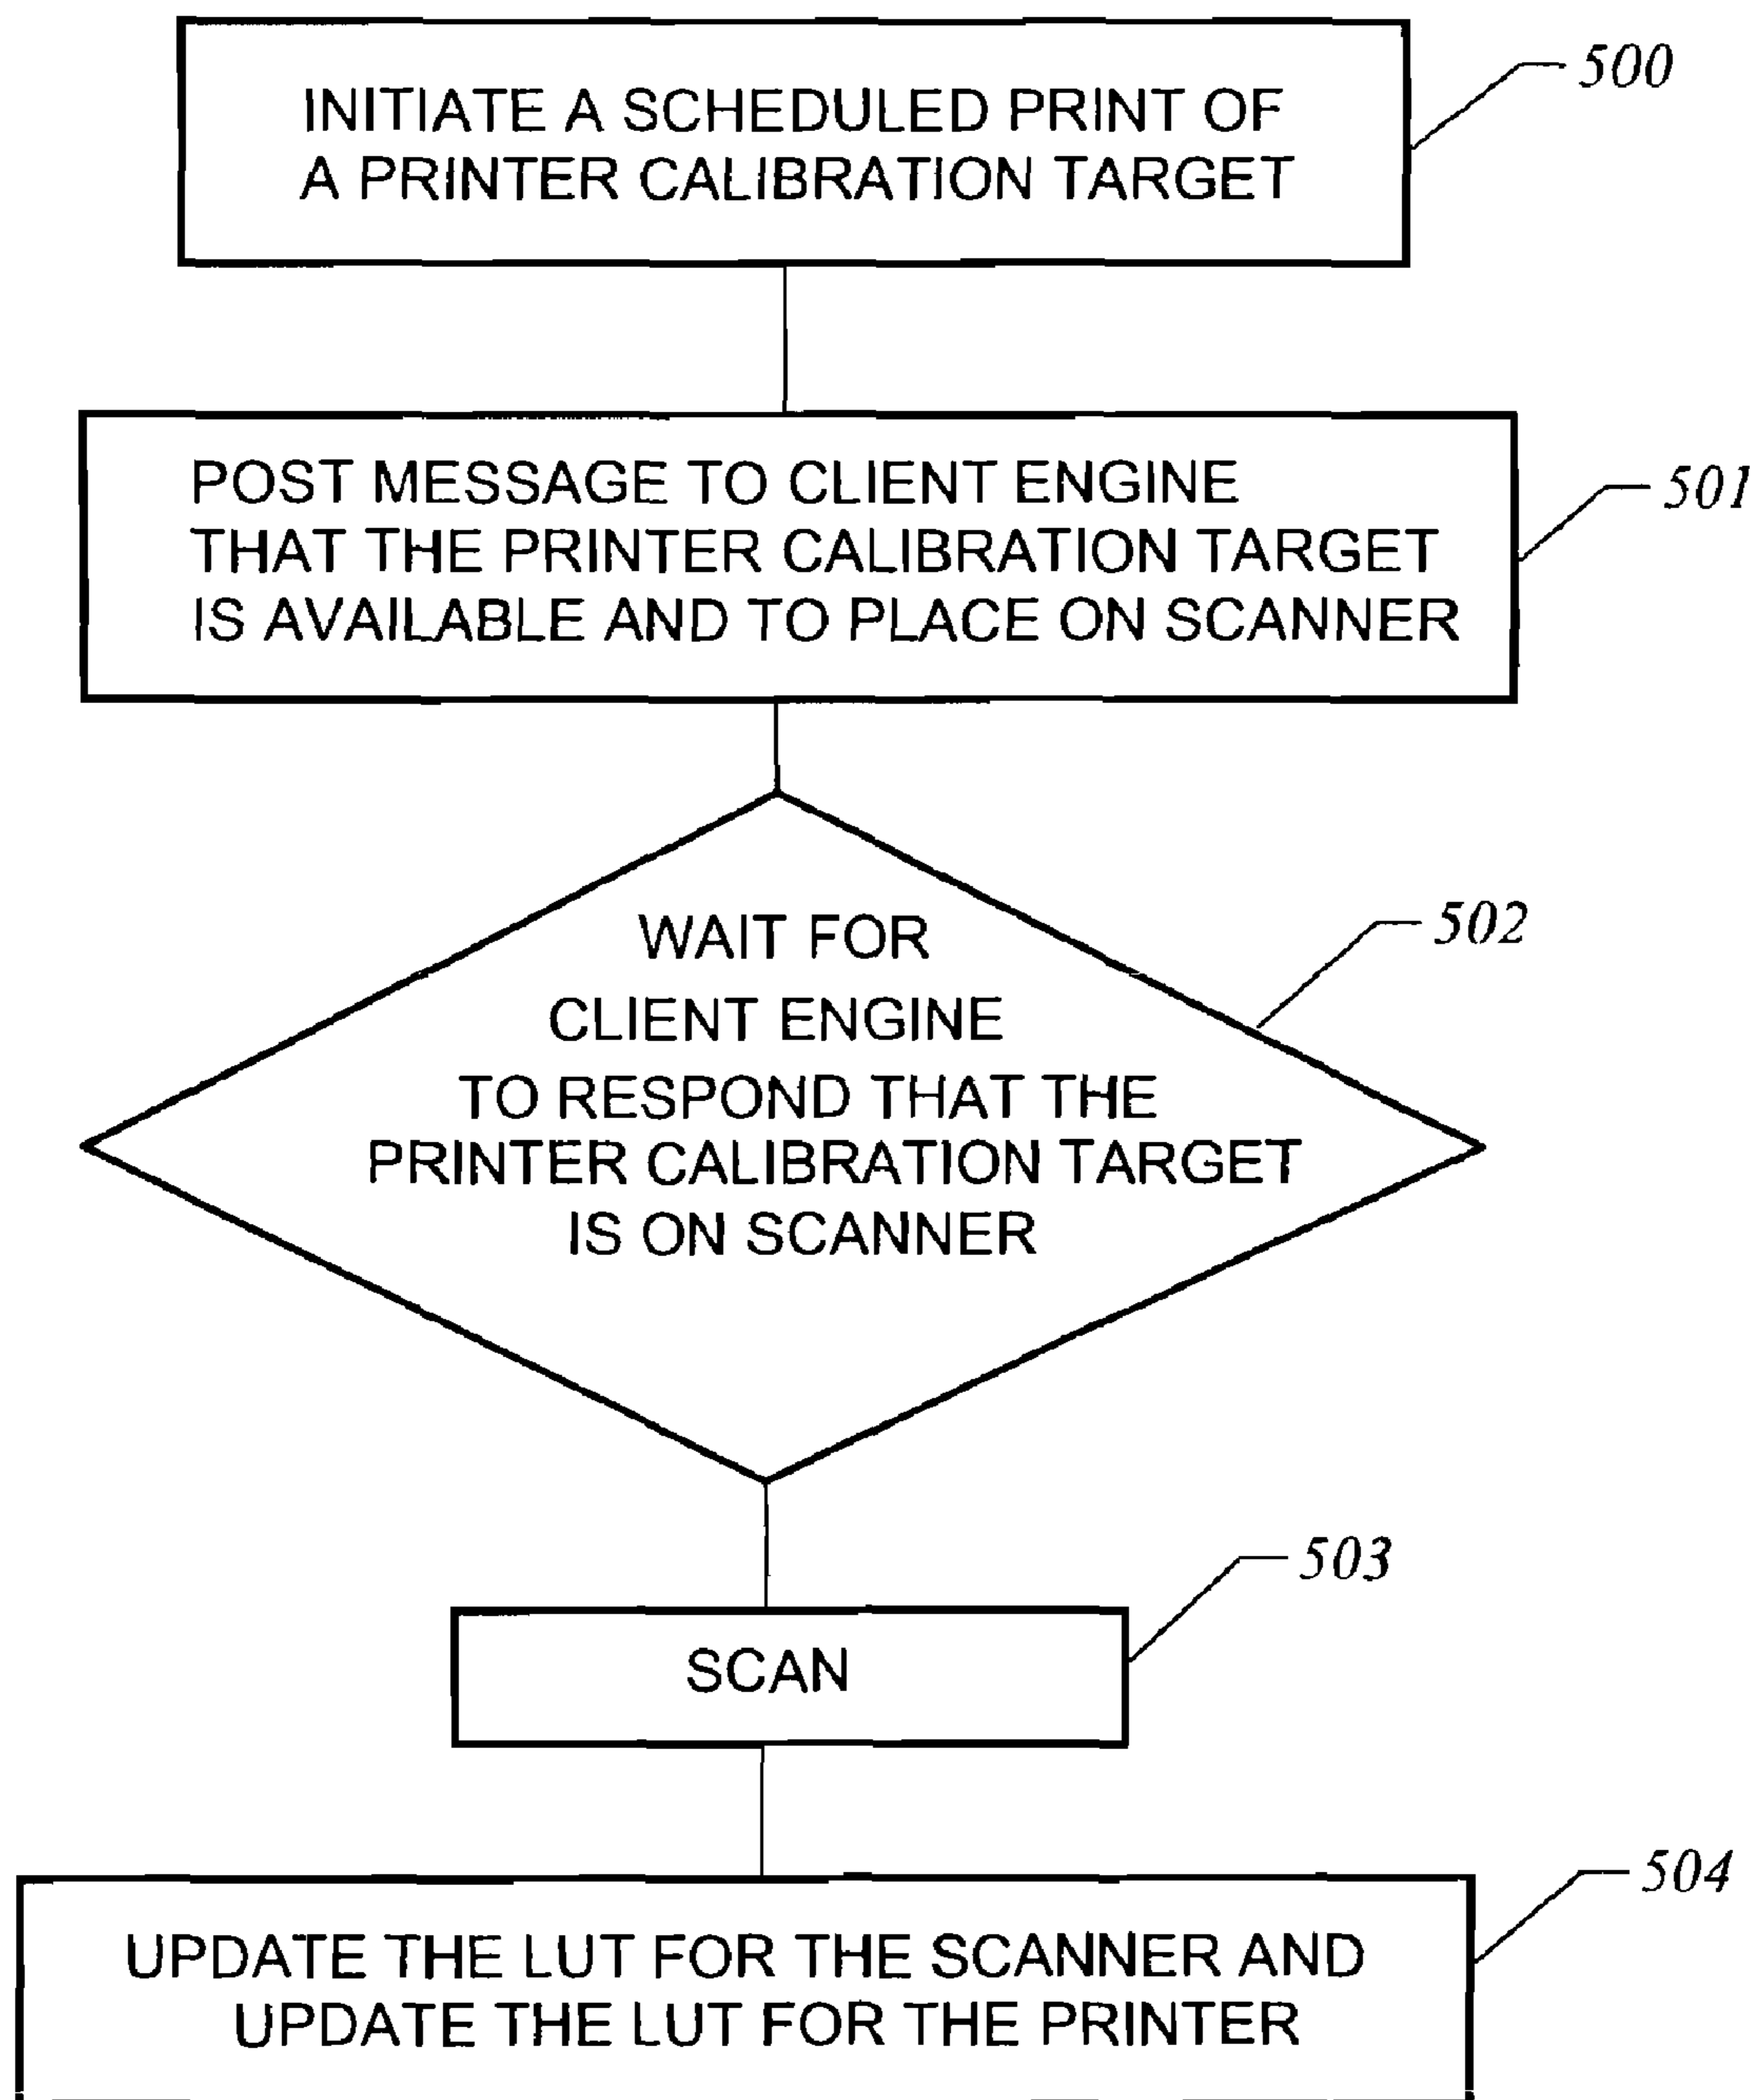 INITIATE A SCHEDULED PRINT OF
A PRINTER CALIBRATION TARGET
500
POST MESSAGE TO CLIENT ENGINE
THAT THE PRINTER CALIBRATION TARGET
IS AVAILABLE AND TO PLACE ON SCANNER
501
WAIT FOR
CLIENT ENGINE
TO RESPOND THAT THE
PRINTER CALIBRATION TARGET
IS ON SCANNER
502
SCAN
503
UPDATE THE LUT FOR THE SCANNER AND
UPDATE THE LUT FOR THE PRINTER
504